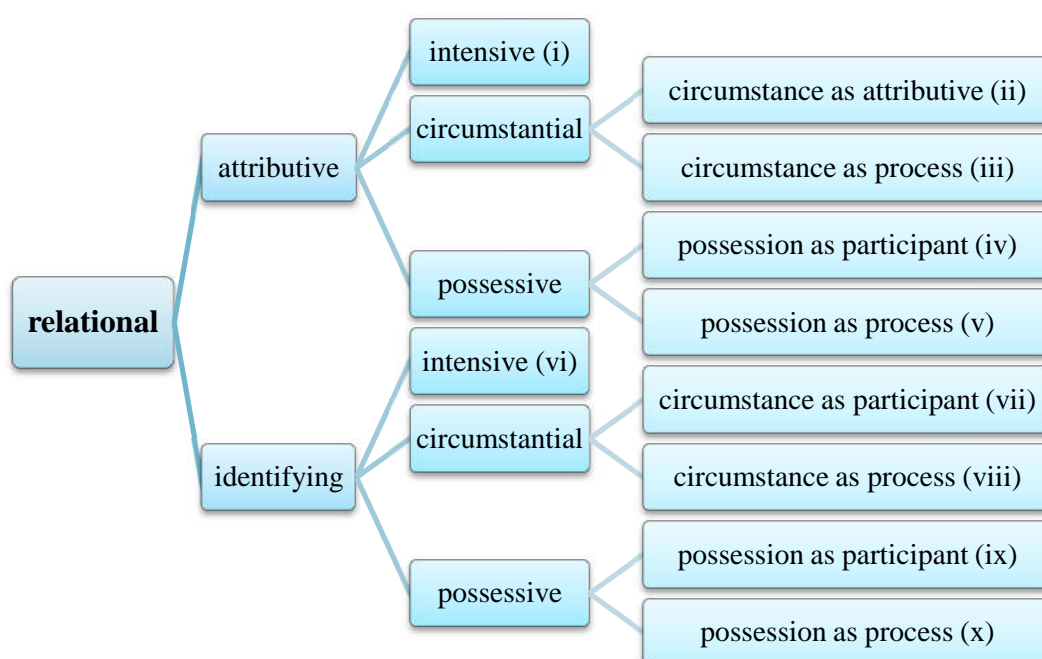 intensive (i)
circumstance as attributive (ii)
circumstantial
attributive
circumstance as process (iii)
possession as participant (iv)
possessive
relational
possession as process (v)
intensive (vi)
circumstance as participant (vii)
circumstantial
identifying
circumstance as process (viii)
possession as participant (ix)
possessive
possession as process (x)